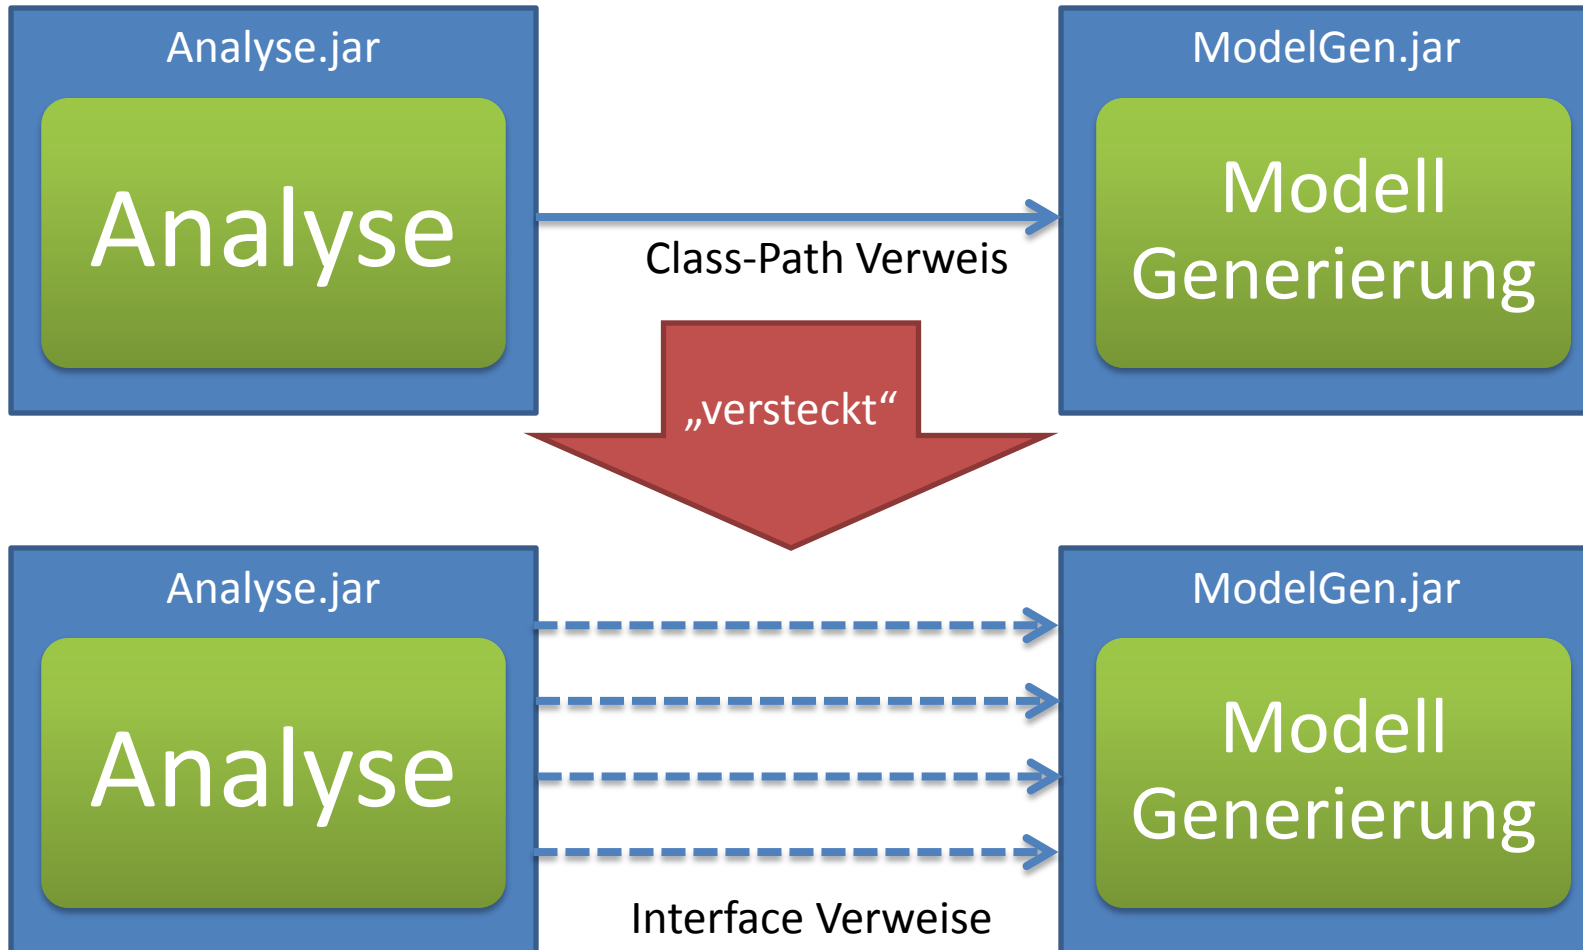 Analyse.jar
Analyse
Class-Path Verweis
ModelGen.jar
Modell
Generierung
„versteckt“
Analyse.jar
Analyse
Interface Verweise
ModelGen.jar
Modell
Generierung